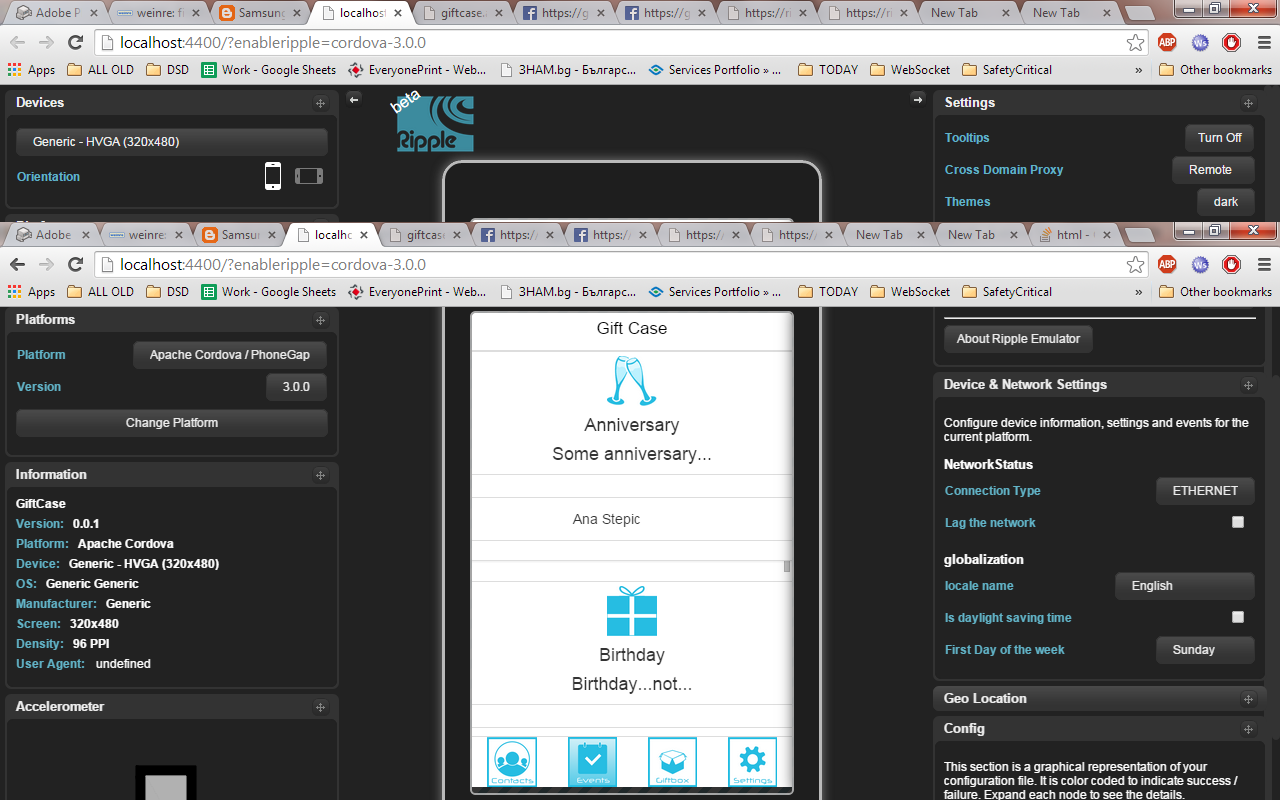 Adobe P
weinre: fi
Samsung
localhost
giftcase.
https://g
https://g
https://ri
https://ri
New Tab
New Tab
localhost:4400/?enableripple=cordova-3.0.0
ABP
Ws
Apps
ALL OLD
DSD
Work - Google Sheets
EveryonePrint - Web...
ЗНАМ.bg - Българс...
Services Portfolio » ...
TODAY
WebSocket
SafetyCritical
»
Other bookmarks
Devices
Generic - HVGA (320x480)
Orientation
beta
Ripple
Settings
Tooltips
Turn Off
Cross Domain Proxy
Remote
Themes
dark
Adobe
weinre:
Samsu
localho
giftcase
https:/
https:/
https:/
https:/
New Tab
New Tab
html -
localhost:4400/?enableripple=cordova-3.0.0
ABP
Ws
Apps
ALL OLD
DSD
Work - Google Sheets
EveryonePrint - Web...
ЗНАМ.bg - Българс...
Services Portfolio » ...
TODAY
WebSocket
SafetyCritical
»
Other bookmarks
Platforms
Platform
Apache Cordova / PhoneGap
Version
3.0.0
Change Platform
Information
GiftCase
Version: 0.0.1
Platform: Apache Cordova
Device: Generic - HVGA (320x480)
OS: Generic Generic
Manufacturer: Generic
Screen: 320x480
Density: 96 PPI
User Agent: undefined
Accelerometer
Gift Case
Anniversary
Some anniversary...
Ana Stepic
Birthday
Birthday...not...
Contacts
Events
Giftbox
Settings
About Ripple Emulator
Device & Network Settings
Configure device information, settings and events for the
current platform.
NetworkStatus
Connection Type
ETHERNET
Lag the network
globalization
locale name
English
Is daylight saving time
First Day of the week
Sunday
Geo Location
Config
This section is a graphical representation of your
configuration file. It is color coded to indicate success /
failure. Expand each node to see the details.